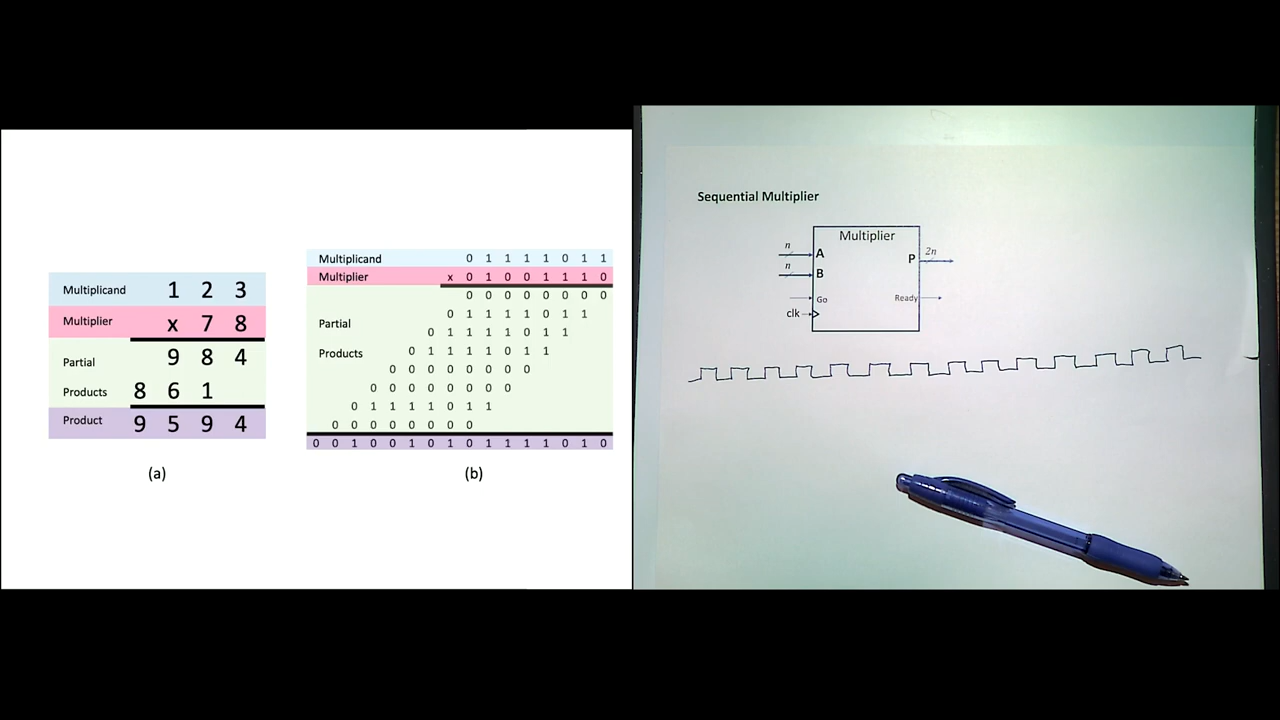 Multiplicand 1 2 3
Multiplier x 7 8
Partial 9 8 4
Products 8 6 1
Product 9 5 9 4
(a)
Multiplicand 0 1 1 1 1 0 1 1
Multiplier x 0 1 0 0 1 1 1 0
0 0 0 0 0 0 0 0
0 1 1 1 1 0 1 1
Partial
0 1 1 1 1 0 1 1
Products 0 1 1 1 1 0 1 1
0 0 0 0 0 0 0 0
0 0 0 0 0 0 0 0
0 1 1 1 1 0 1 1
0 0 0 0 0 0 0 0
0 0 1 0 0 1 0 1 0 1 1 1 1 0 1 0
(b)
Sequential Multiplier
Multiplier
n A P 2n
n B
Go Ready
clk